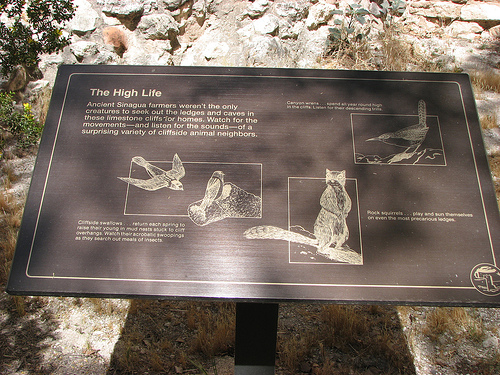 The High Life
Ancient Sinagua farmers weren't the only
creatures to seek out the ledges and caves in
these limestone cliffs for homes. Watch for the
movements—and listen for the sounds—of a
surprising variety of cliffside animal neighbors.
Canyon wrens . . . spend all year round high
in the cliffs. Listen for their descending trills.
Cliffside swallows . . . return each spring to
raise their young in mud nests stuck to cliff
overhangs. Watch their acrobatic swoopings
as they search out meals of insects.
Rock squirrels . . . play and sun themselves
on even the most precarious ledges.